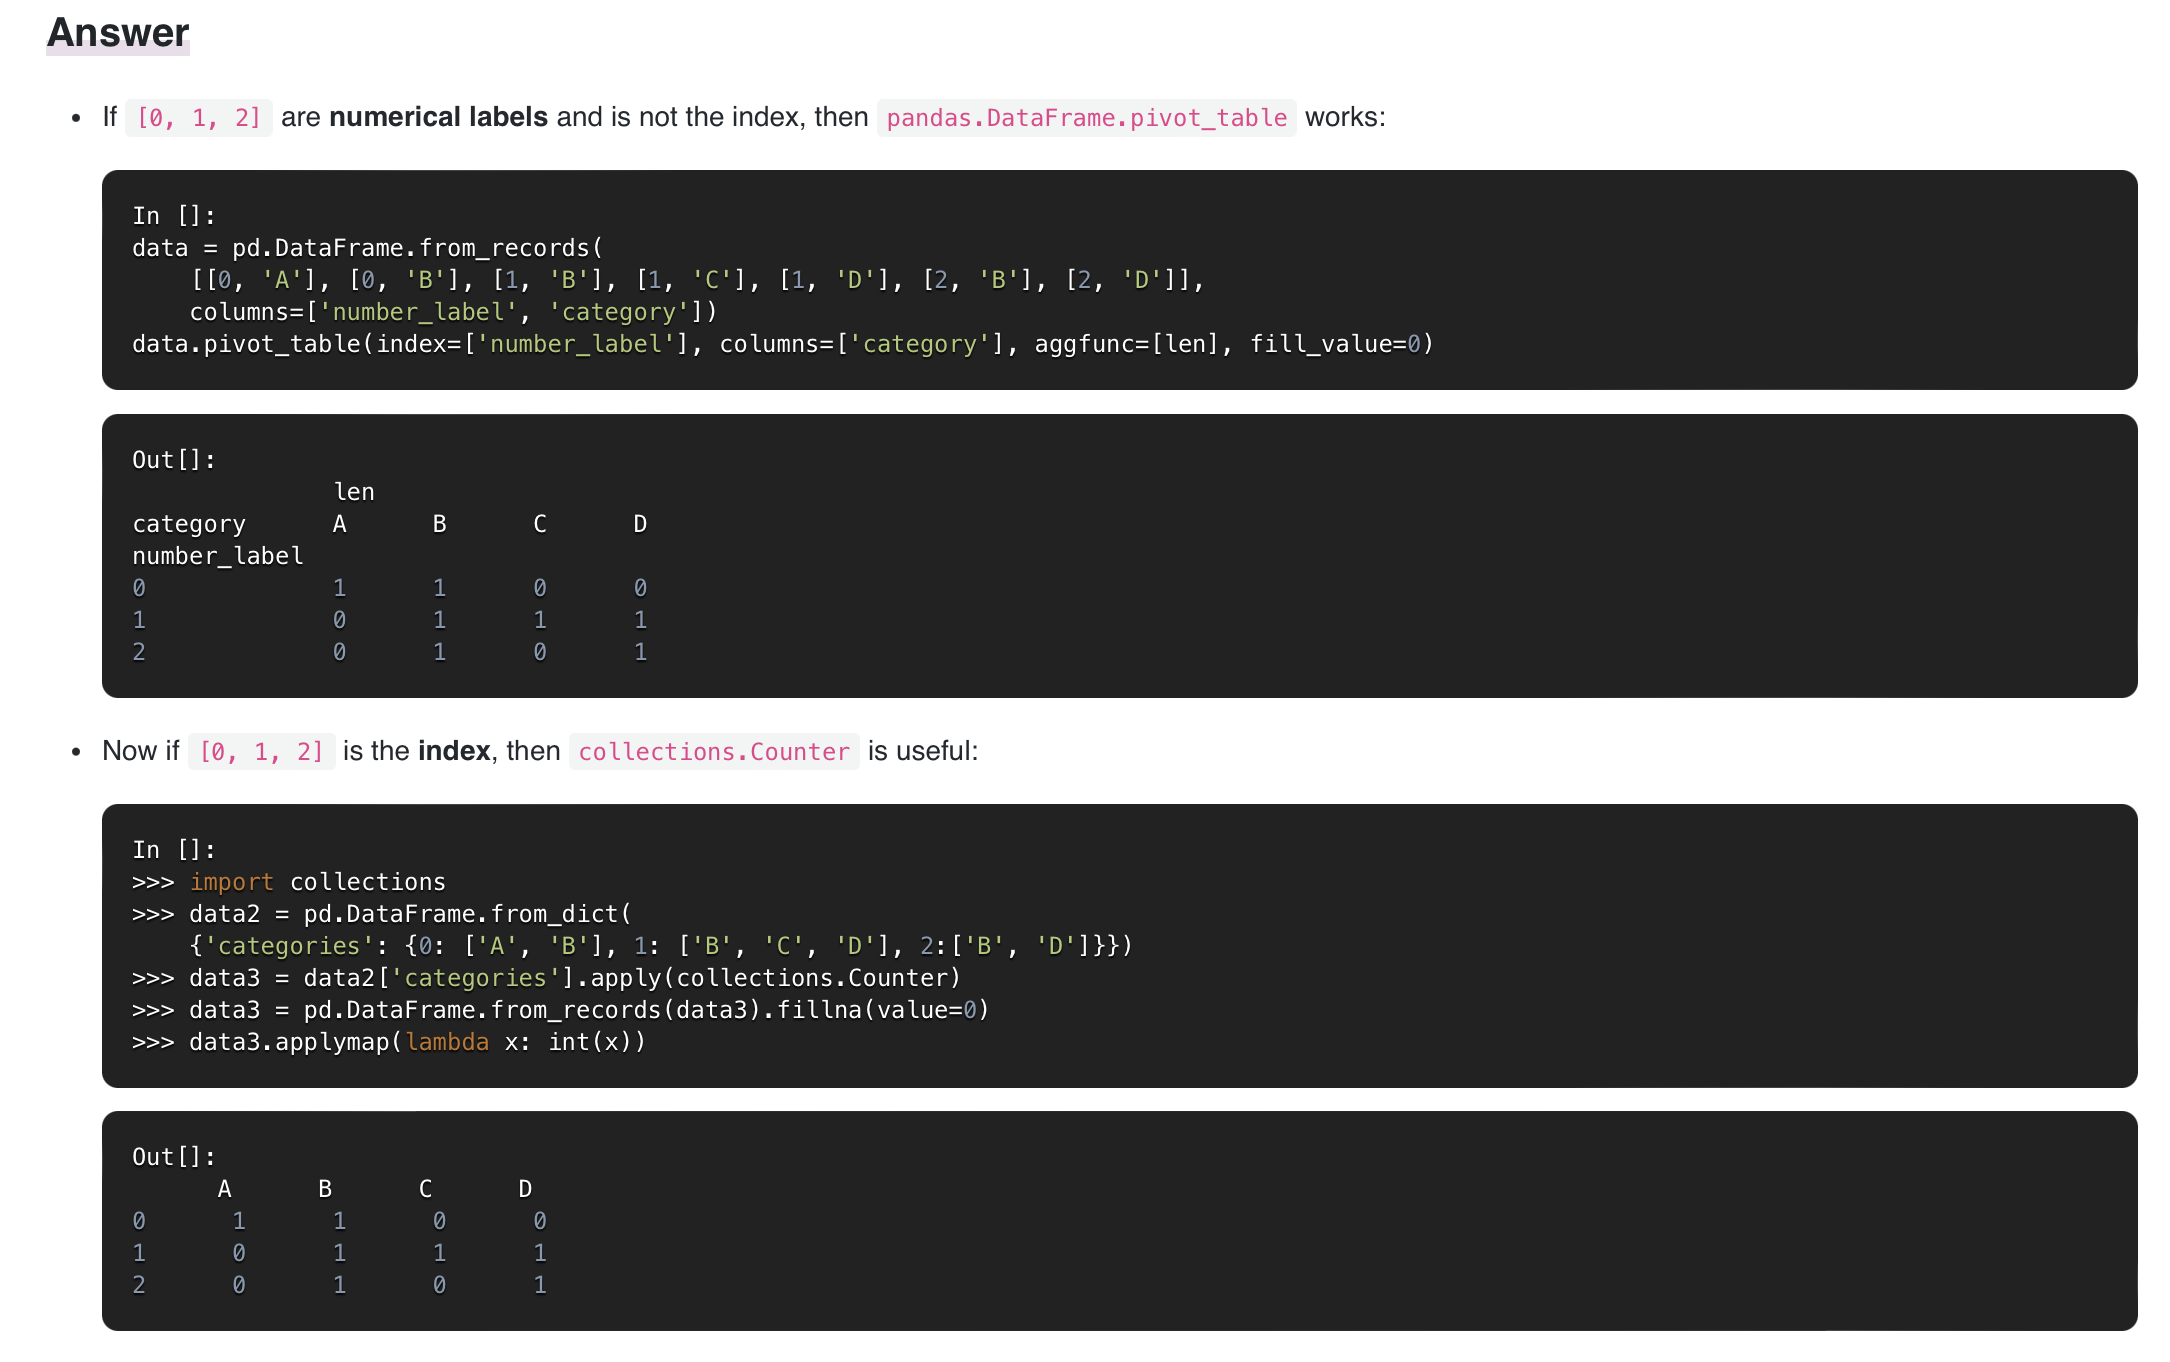 Answer
• If [0, 1, 2] are numerical labels and is not the index, then pandas.DataFrame.pivot_table works:
In []:
data = pd.DataFrame.from_records(
    [[0, 'A'], [0, 'B'], [1, 'B'], [1, 'C'], [1, 'D'], [2, 'B'], [2, 'D']],
    columns=['number_label', 'category'])
data.pivot_table(index=['number_label'], columns=['category'], aggfunc=[len], fill_value=0)
Out[]:
              len
category      A      B      C      D
number_label
0             1      1      0      0
1             0      1      1      1
2             0      1      0      1
• Now if [0, 1, 2] is the index, then collections.Counter is useful:
In []:
>>> import collections
>>> data2 = pd.DataFrame.from_dict(
    {'categories': {0: ['A', 'B'], 1: ['B', 'C', 'D'], 2:['B', 'D']}})
>>> data3 = data2['categories'].apply(collections.Counter)
>>> data3 = pd.DataFrame.from_records(data3).fillna(value=0)
>>> data3.applymap(lambda x: int(x))
Out[]:
      A      B      C      D
0      1      1      0      0
1      0      1      1      1
2      0      1      0      1